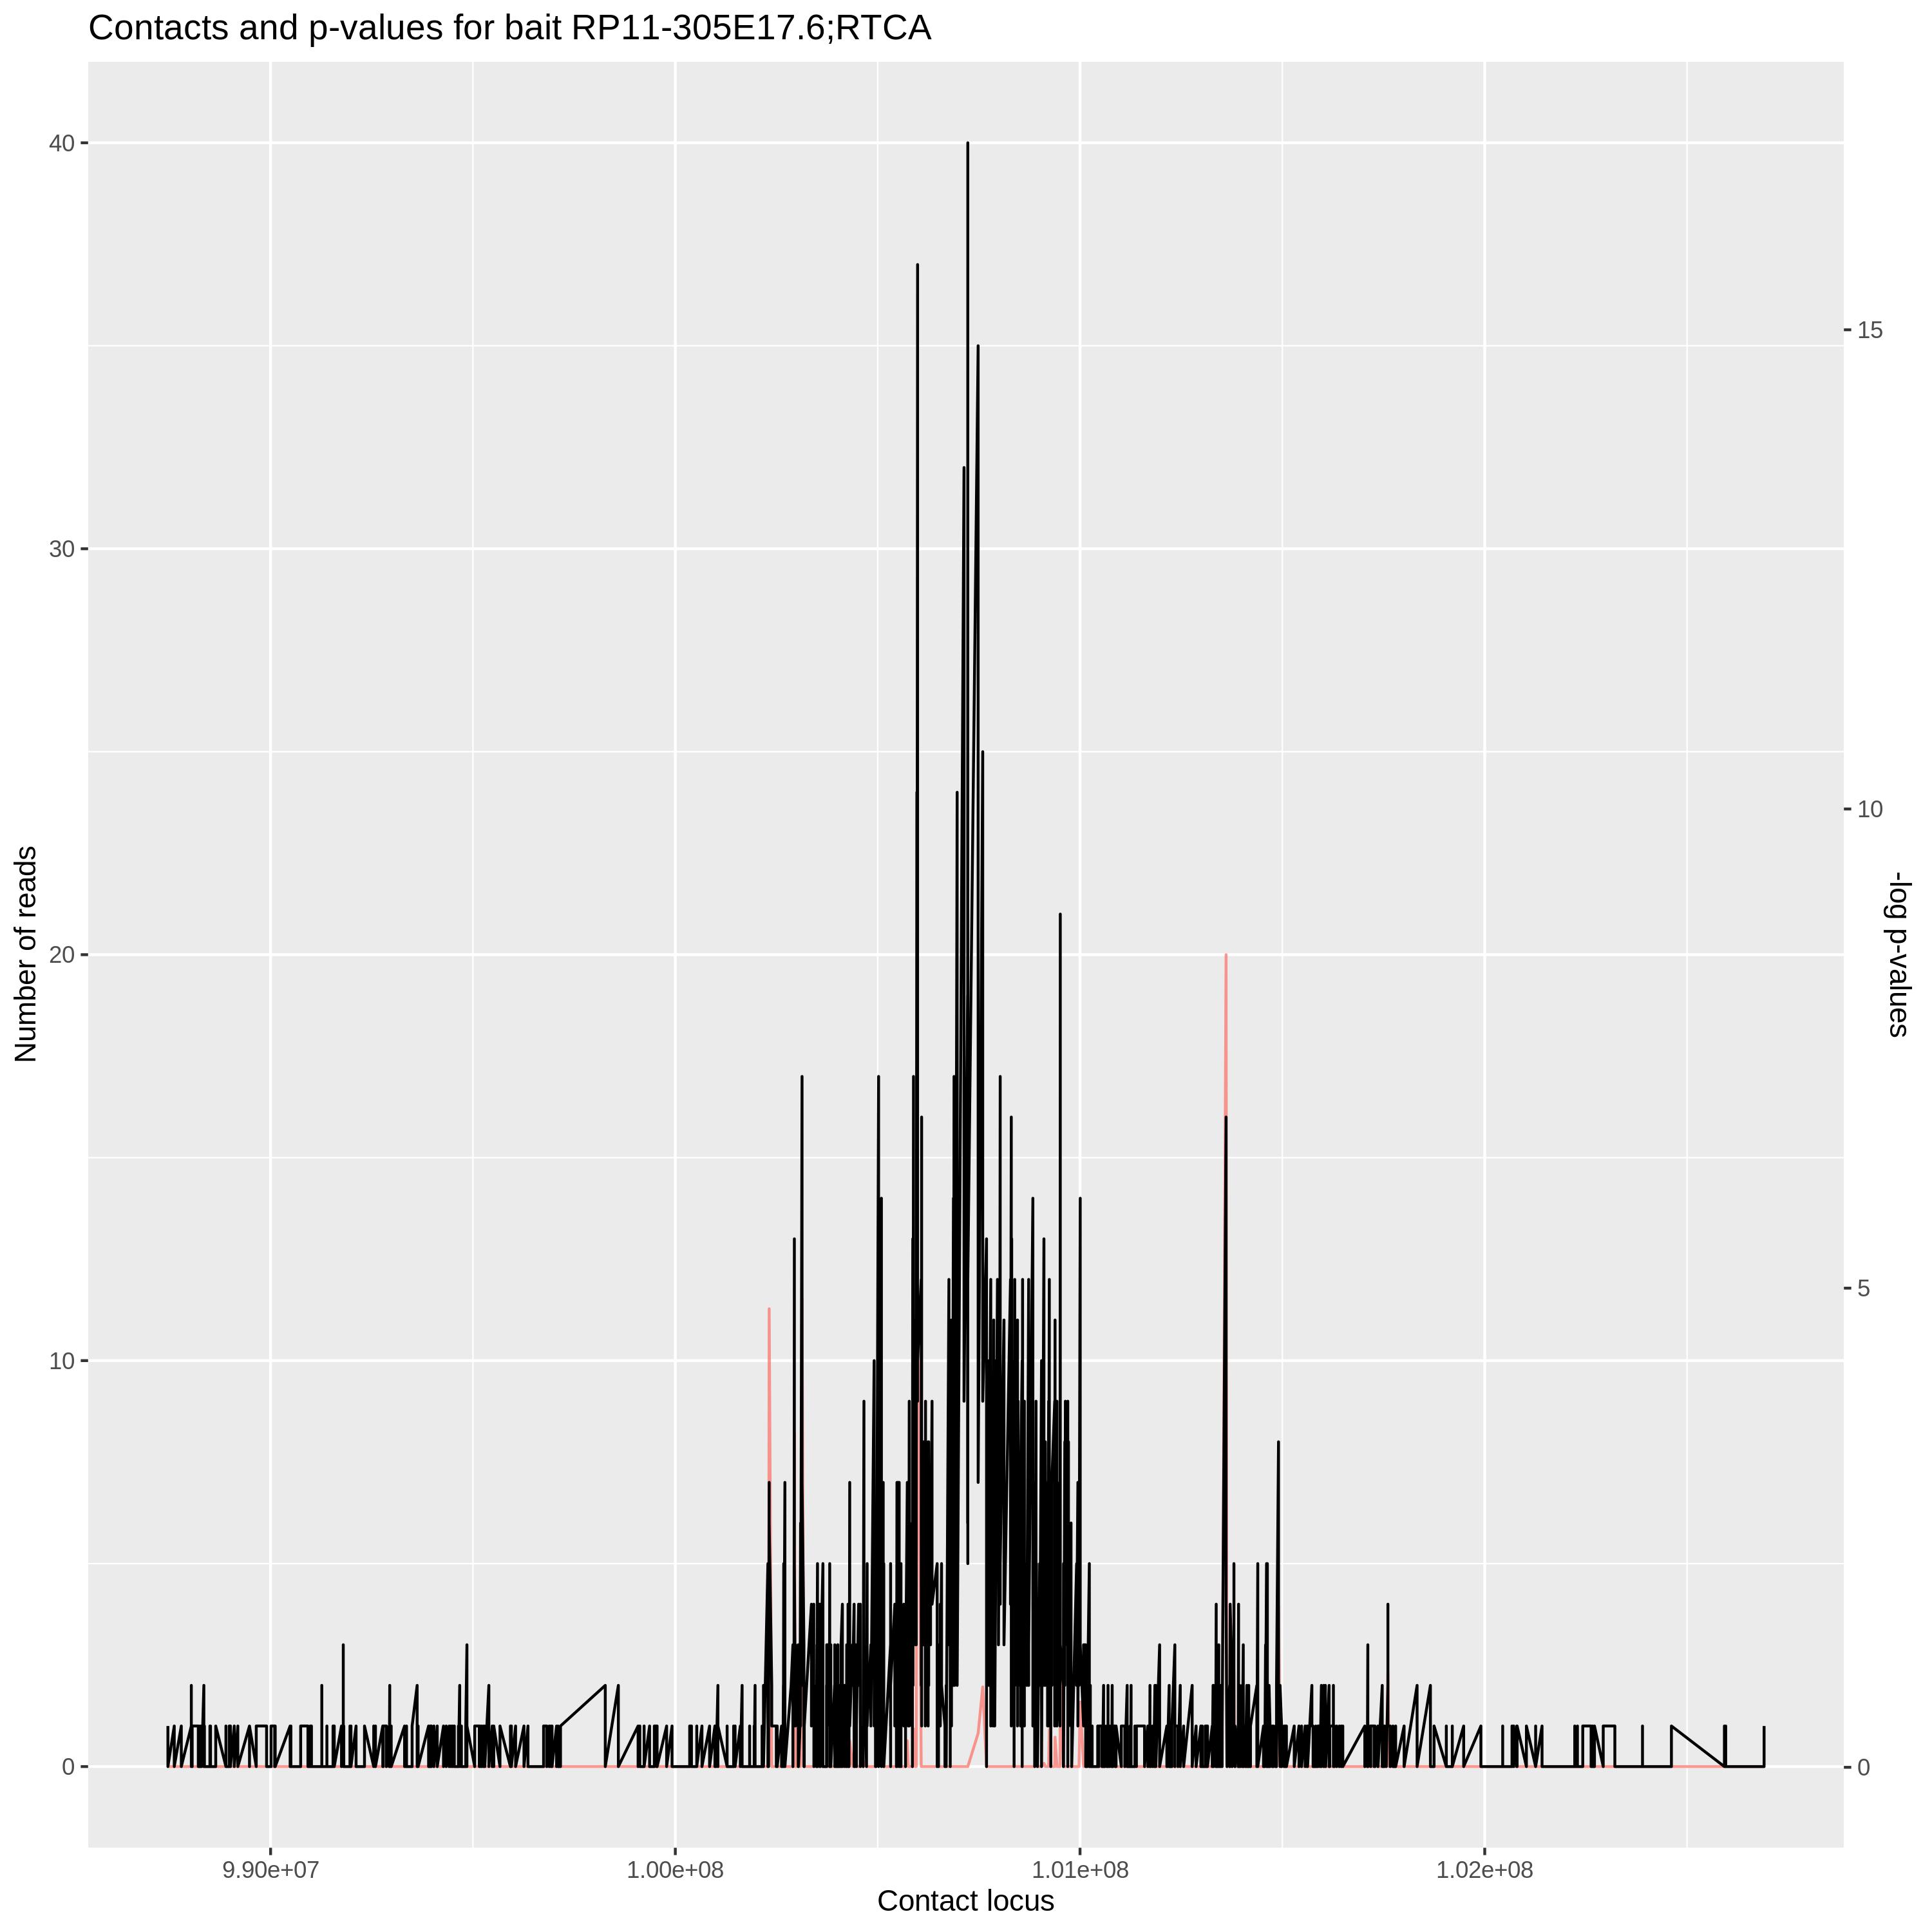 Contacts and p-values for bait RP11-305E17.6;RTCA
40
30
20
10
0
Number of reads
15
10
5
0
-log p-values
9.90e+07
1.00e+08
1.01e+08
1.02e+08
Contact locus